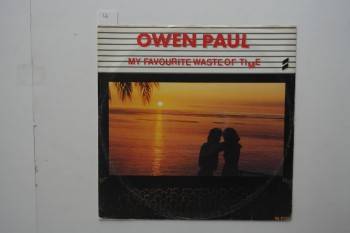 OWEN PAUL
MY FAVOURITE WASTE OF TIME